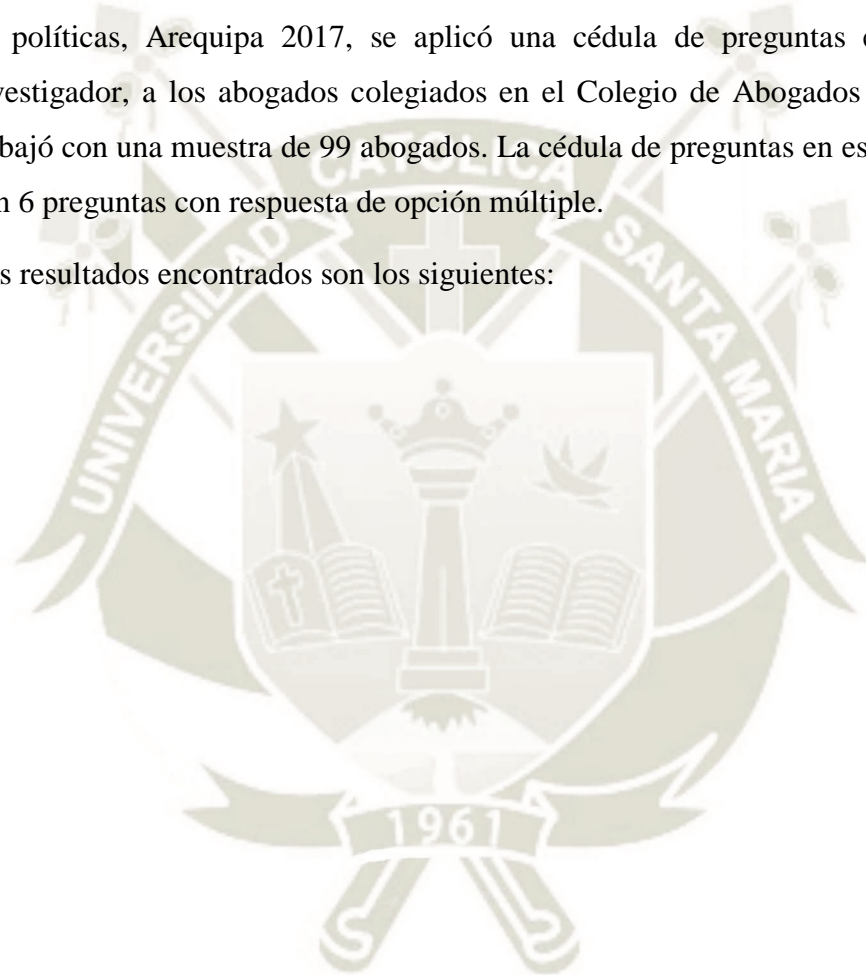 políticas, Arequipa 2017, se aplicó una cédula de preguntas
vestigador, a los abogados colegiados en el Colegio de Abogados
bajó con una muestra de 99 abogados. La cédula de preguntas en
6 preguntas con respuesta de opción múltiple.
s resultados encontrados son los siguientes:
UNIVERSIDAD CATOLICA SANTA MARIA
1961